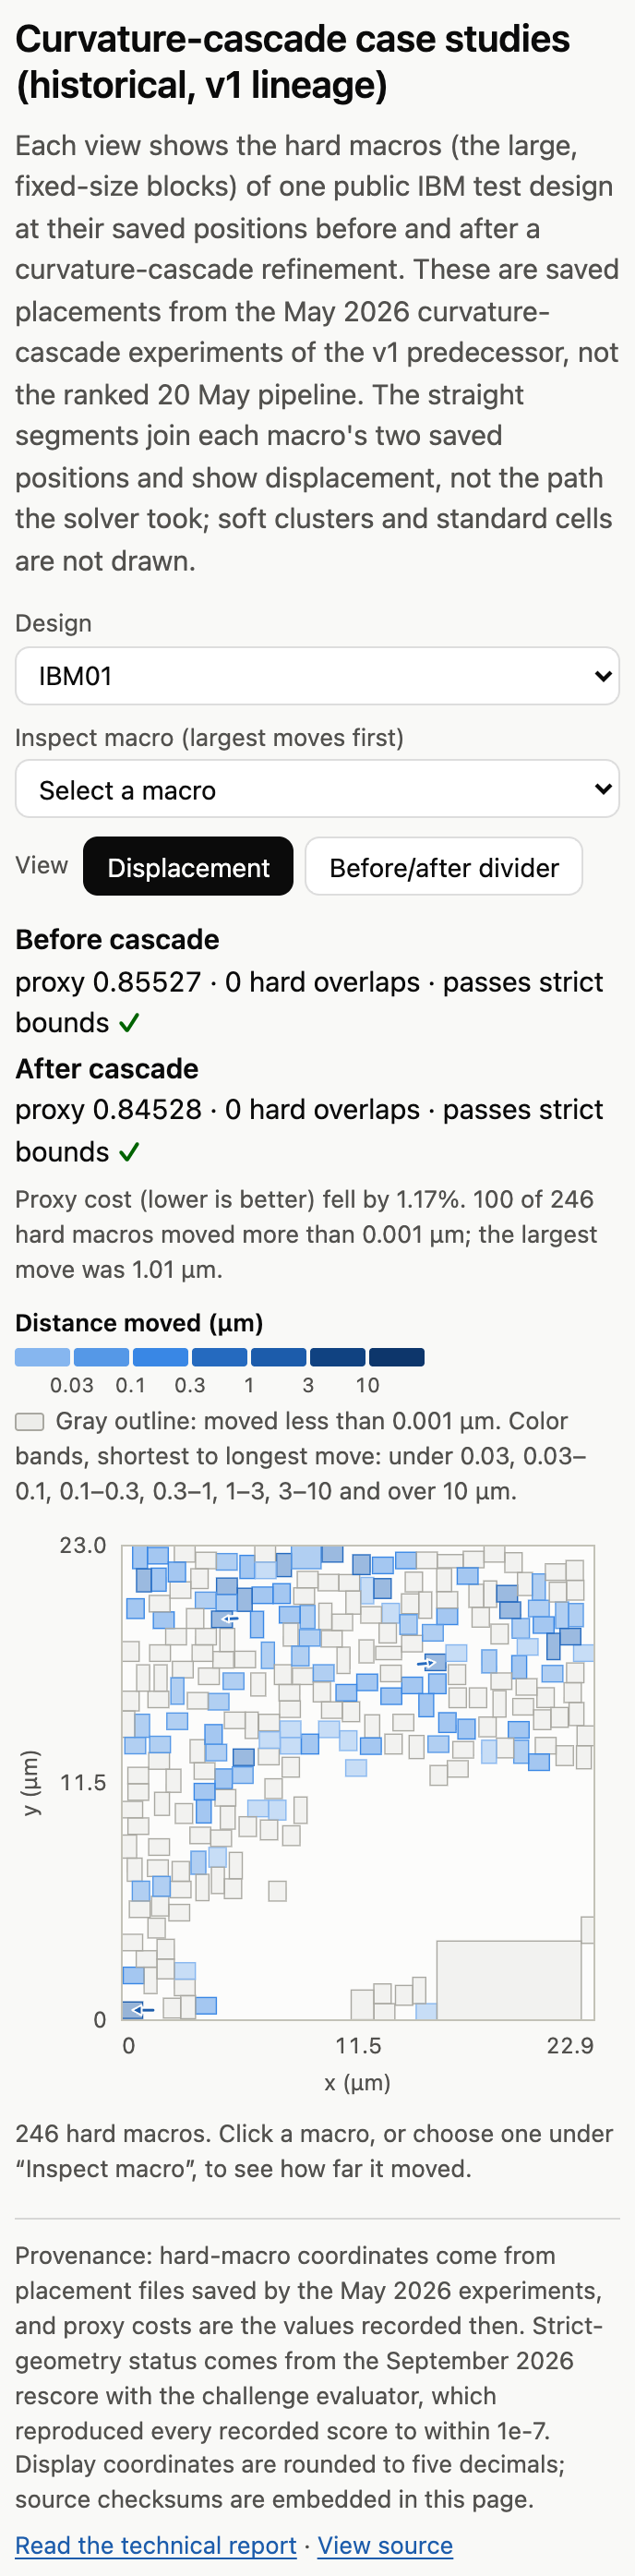 Curvature-cascade case studies
(historical, v1 lineage)
Each view shows the hard macros (the large,
fixed-size blocks) of one public IBM test design
at their saved positions before and after a
curvature-cascade refinement. These are saved
placements from the May 2026 curvature-
cascade experiments of the v1 predecessor, not
the ranked 20 May pipeline. The straight
segments join each macro's two saved
positions and show displacement, not the path
the solver took; soft clusters and standard cells
are not drawn.
Design
IBM01
Inspect macro (largest moves first)
Select a macro
View Displacement Before/after divider
Before cascade
proxy 0.85527 · 0 hard overlaps · passes strict
bounds ✓
After cascade
proxy 0.84528 · 0 hard overlaps · passes strict
bounds ✓
Proxy cost (lower is better) fell by 1.17%. 100 of 246
hard macros moved more than 0.001 µm; the largest
move was 1.01 µm.
Distance moved (µm)
0.03 0.1 0.3 1 3 10
Gray outline: moved less than 0.001 µm. Color
bands, shortest to longest move: under 0.03, 0.03–
0.1, 0.1–0.3, 0.3–1, 1–3, 3–10 and over 10 µm.
23.0
y (µm)
11.5
0
0 11.5 22.9
x (µm)
246 hard macros. Click a macro, or choose one under
“Inspect macro”, to see how far it moved.
Provenance: hard-macro coordinates come from
placement files saved by the May 2026 experiments,
and proxy costs are the values recorded then. Strict-
geometry status comes from the September 2026
rescore with the challenge evaluator, which
reproduced every recorded score to within 1e-7.
Display coordinates are rounded to five decimals;
source checksums are embedded in this page.
Read the technical report · View source